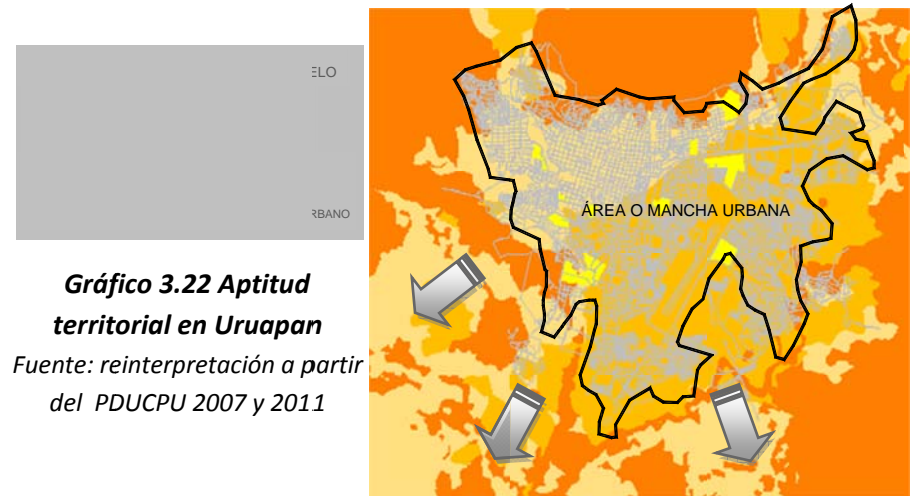 ELO
RBANO
ÁREA O MANCHA URBANA
Gráfico 3.22 Aptitud
territorial en Uruapan
Fuente: reinterpretación a partir
del PDUCPU 2007 y 2011